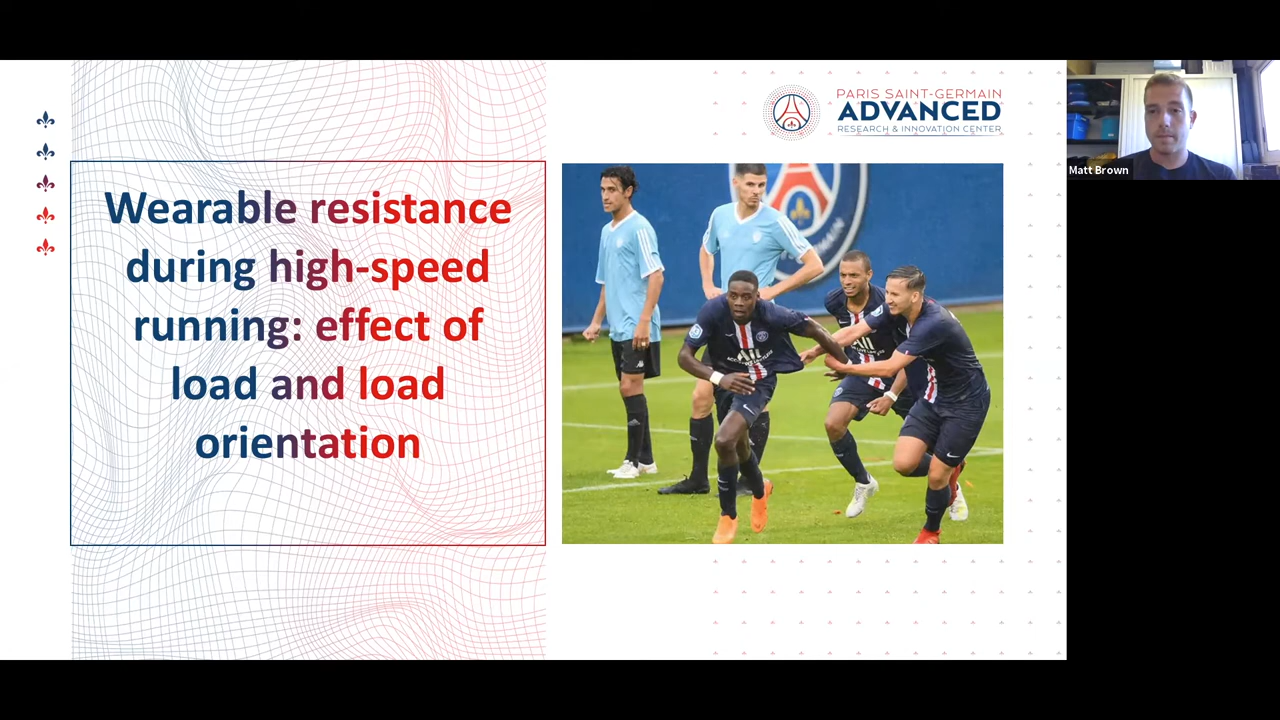 PARIS SAINT-GERMAIN
ADVANCED
RESEARCH & INNOVATION CENTER
Wearable resistance
during high-speed
running: effect of
load and load
orientation
Matt Brown